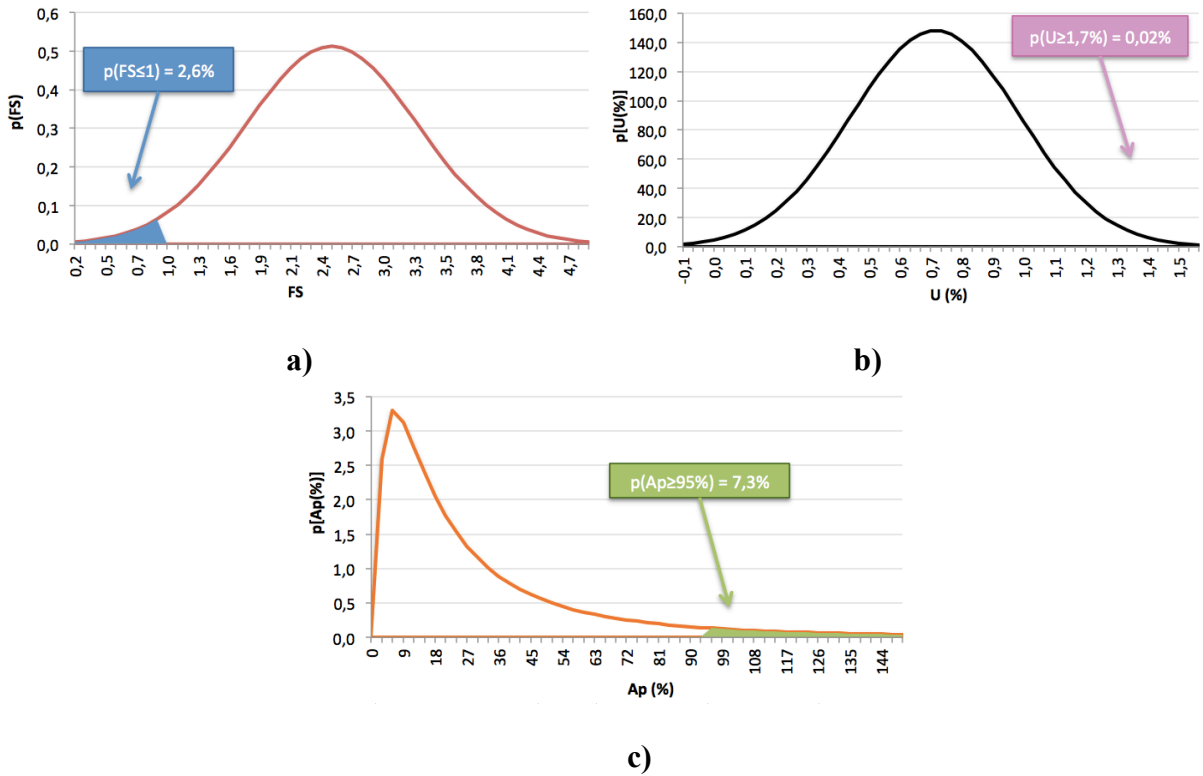 0,6
0,5
0,4
0,3
0,2
0,1
0,0
p(FS)
p(FS≤1) = 2,6%
0,2 0,5 0,7 1,0 1,3 1,6 1,9 2,1 2,4 2,7 3,0 3,3 3,6 3,8 4,1 4,4 4,7
FS
a)
160,0
140,0
120,0
100,0
80,0
60,0
40,0
20,0
0,0
p[U(%)]
p(U≥1,7%) = 0,02%
-0,1 0,0 0,1 0,2 0,3 0,4 0,5 0,6 0,7 0,8 0,9 1,0 1,1 1,2 1,3 1,4 1,5
U (%)
b)
3,5
3,0
2,5
2,0
1,5
1,0
0,5
0,0
p[Ap(%)]
p(Ap≥95%) = 7,3%
0 9 18 27 36 45 54 63 72 81 90 99 108 117 126 135 144
Ap (%)
c)